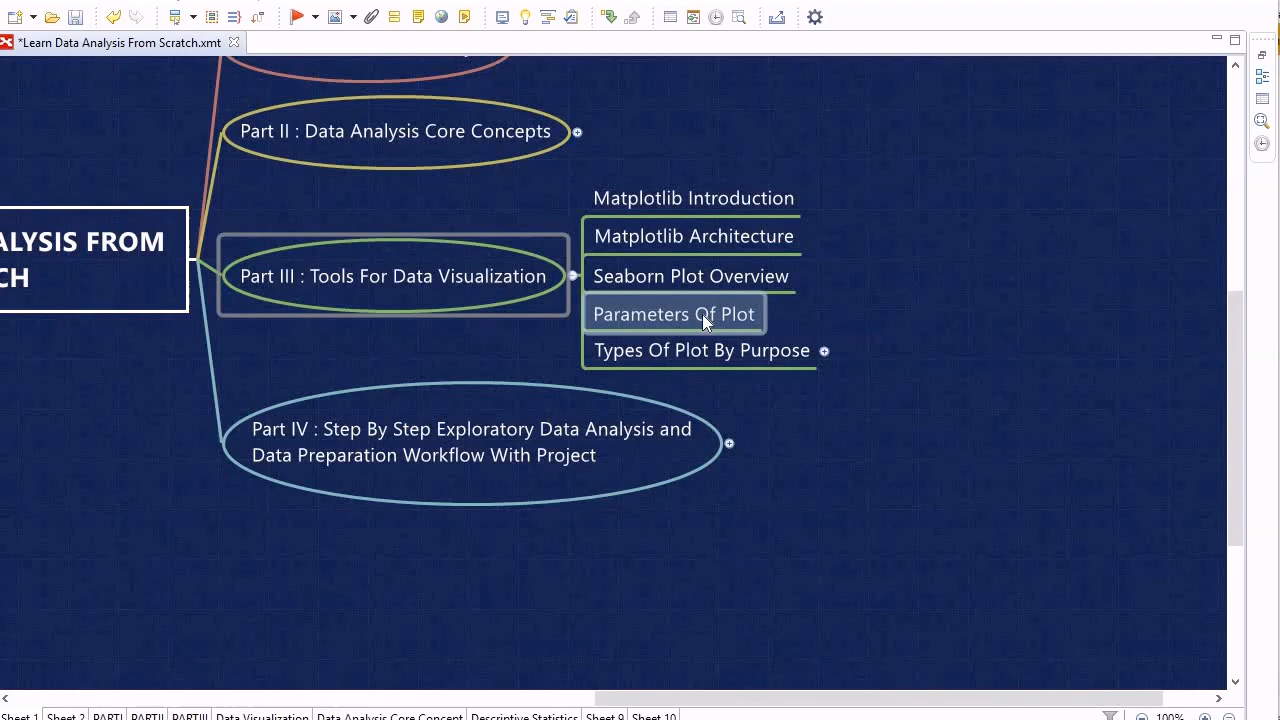 *Learn Data Analysis From Scratch.xmt
Part II : Data Analysis Core Concepts
Matplotlib Introduction
Matplotlib Architecture
ALYSIS FROM
CH
Part III : Tools For Data Visualization
Seaborn Plot Overview
Parameters Of Plot
Types Of Plot By Purpose
Part IV : Step By Step Exploratory Data Analysis and
Data Preparation Workflow With Project
Sheet 1 Sheet 2 PARTI PARTII PARTIII Data Visualization Data Analysis Core Concept Descriptive Statistics Sheet 9 Sheet 10 100%